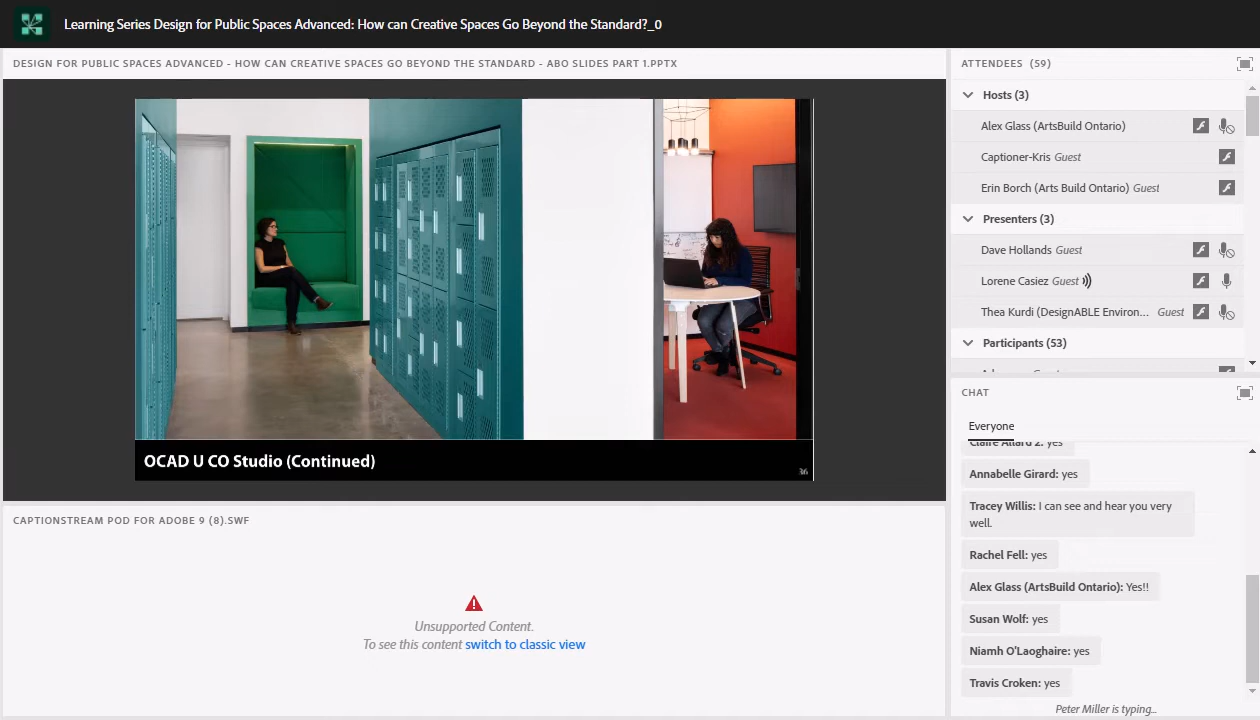 Learning Series Design for Public Spaces Advanced: How can Creative Spaces Go Beyond the Standard?_0
DESIGN FOR PUBLIC SPACES ADVANCED - HOW CAN CREATIVE SPACES GO BEYOND THE STANDARD - ABO SLIDES PART 1.PPTX
OCAD U CO Studio (Continued)
36
CAPTIONSTREAM POD FOR ADOBE 9 (8).SWF
Unsupported Content.
To see this content switch to classic view
ATTENDEES (59)
Hosts (3)
Alex Glass (ArtsBuild Ontario)
Captioner-Kris Guest
Erin Borch (Arts Build Ontario) Guest
Presenters (3)
Dave Hollands Guest
Lorene Casiez Guest
Thea Kurdi (DesignABLE Environ... Guest
Participants (53)
CHAT
Everyone
Claire Allard 2: yes
Annabelle Girard: yes
Tracey Willis: I can see and hear you very
well.
Rachel Fell: yes
Alex Glass (ArtsBuild Ontario): Yes!!
Susan Wolf: yes
Niamh O'Laoghaire: yes
Travis Croken: yes
Peter Miller is typing...